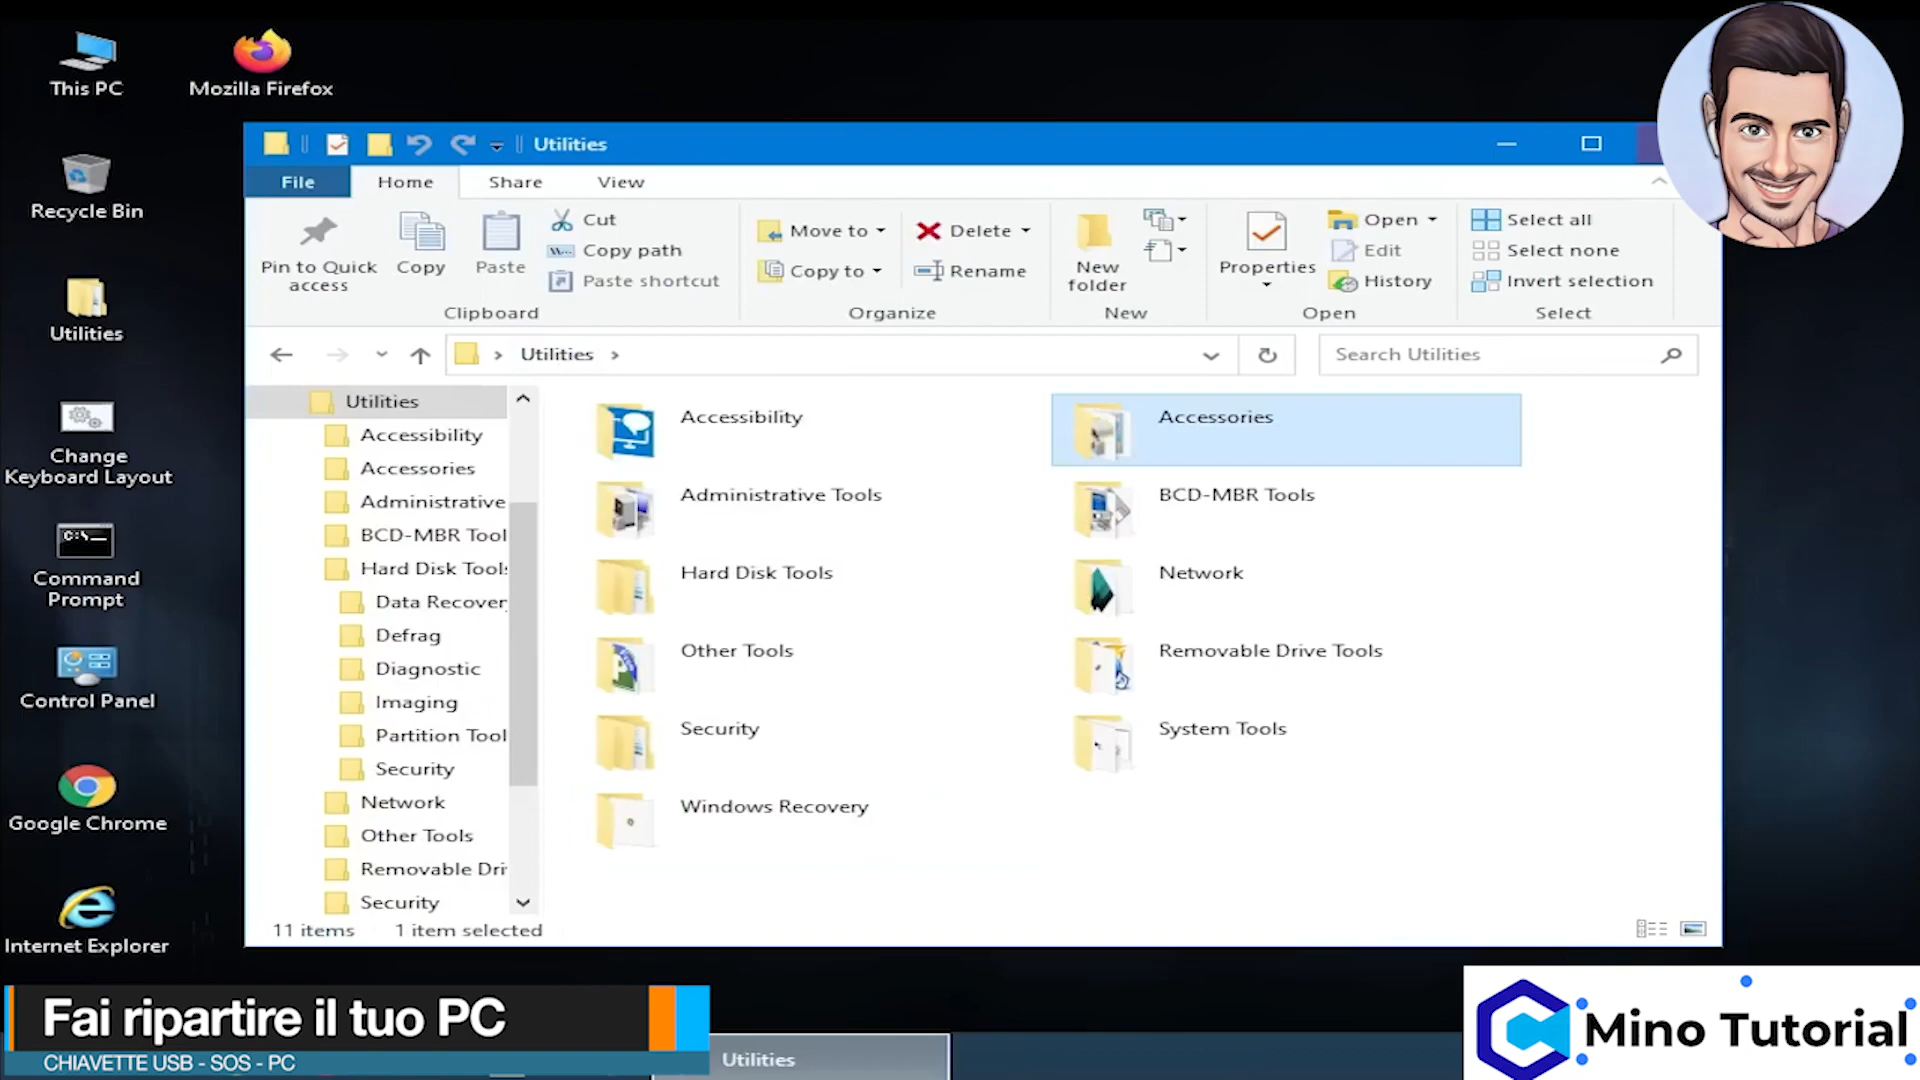 This PC
Mozilla Firefox
Recycle Bin
Utilities
Change
Keyboard Layout
Command
Prompt
Control Panel
Google Chrome
Internet Explorer
Utilities
File
Home
Share
View
Pin to Quick
access
Copy
Paste
Cut
Copy path
Paste shortcut
Clipboard
Move to
Copy to
Delete
Rename
Organize
New
folder
New
Properties
Open
Edit
History
Open
Select all
Select none
Invert selection
Select
Utilities
Search Utilities
Utilities
Accessibility
Accessories
Administrative
BCD-MBR Tool
Hard Disk Tools
Data Recover
Defrag
Diagnostic
Imaging
Partition Tool
Security
Network
Other Tools
Removable Dri
Security
Accessibility
Accessories
Administrative Tools
BCD-MBR Tools
Hard Disk Tools
Network
Other Tools
Removable Drive Tools
Security
System Tools
Windows Recovery
11 items
1 item selected
Fai ripartire il tuo PC
CHIAVETTE USB - SOS - PC
Utilities
Mino Tutorial